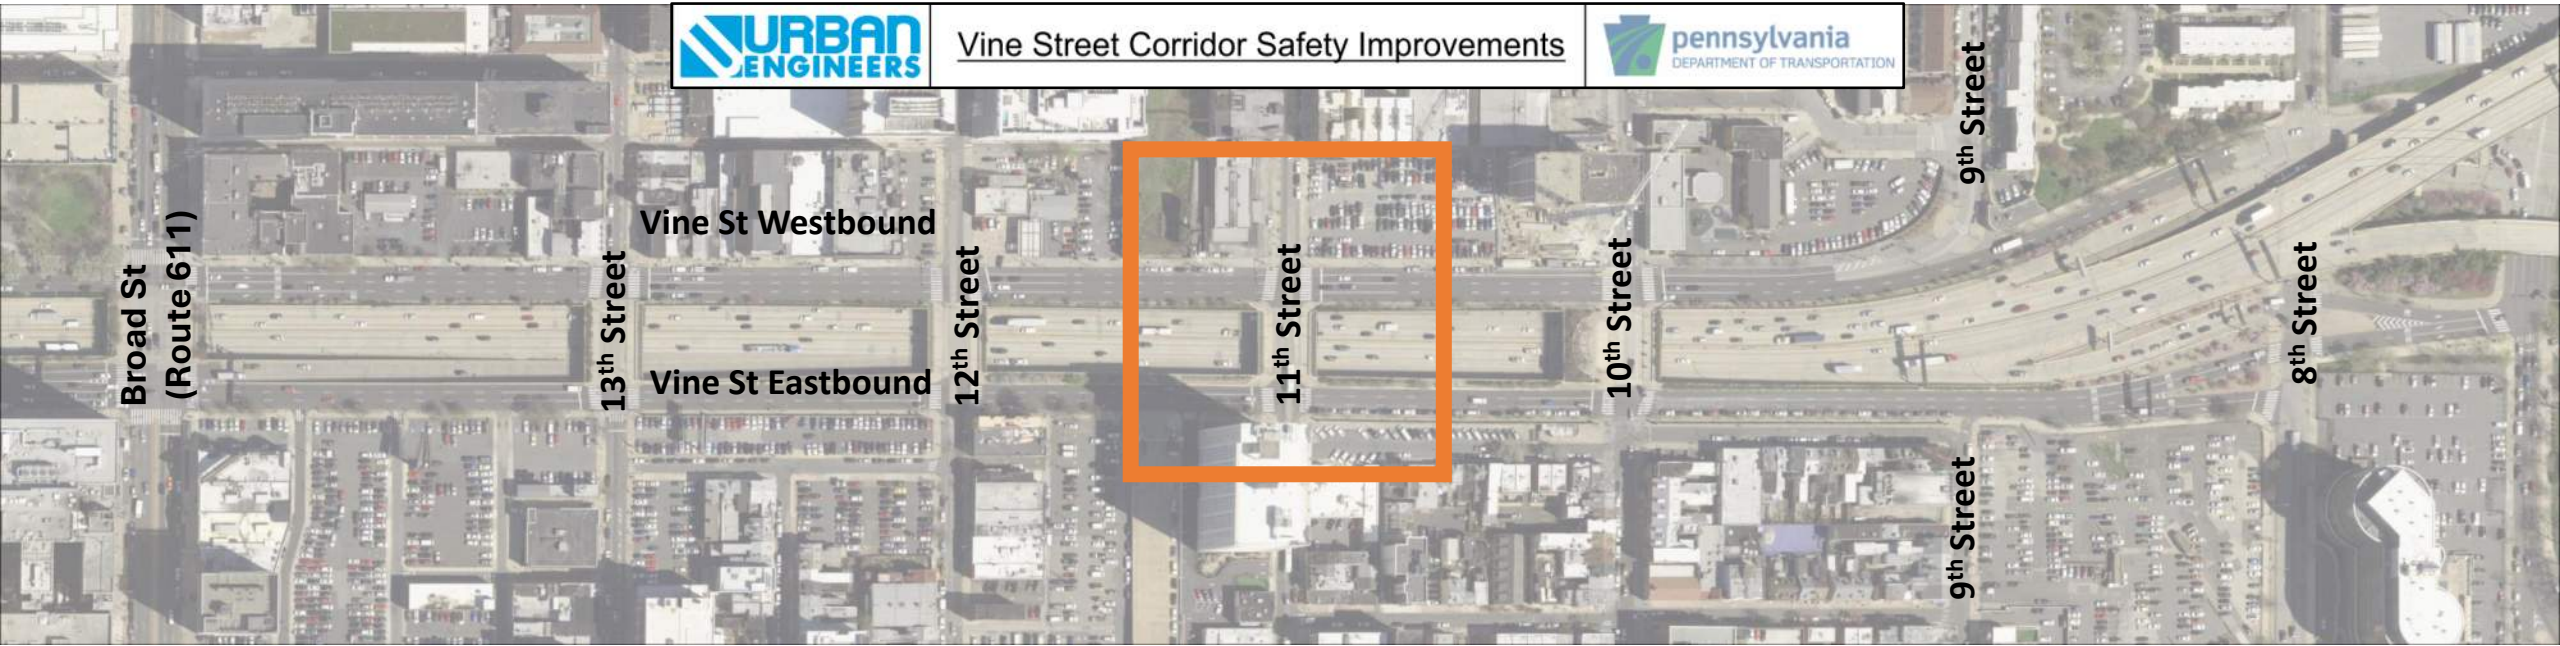 URBAN
ENGINEERS
Vine Street Corridor Safety Improvements
pennsylvania
DEPARTMENT OF TRANSPORTATION
Broad St
(Route 611)
13th Street
Vine St Westbound
Vine St Eastbound
12th Street
11th Street
10th Street
9th Street
9th Street
8th Street